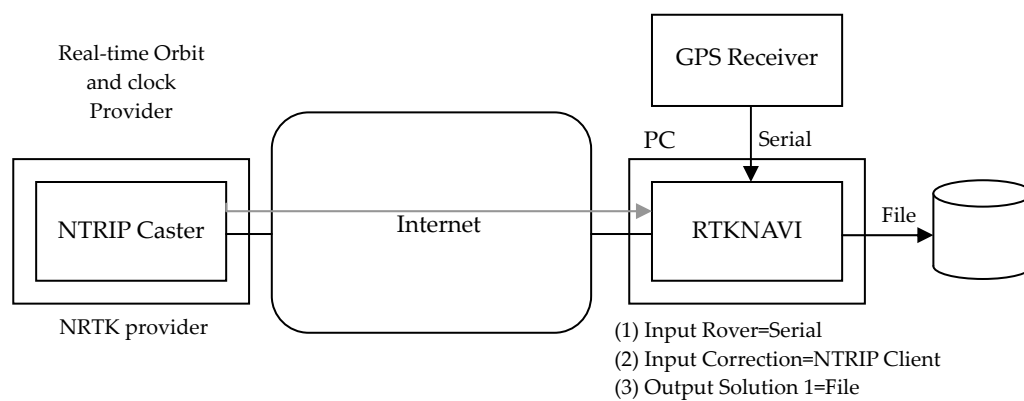 Real-time Orbit
and clock
Provider
GPS Receiver
PC
Serial
NTRIP Caster
Internet
RTKNAVI
File
NRTK provider
(1) Input Rover=Serial
(2) Input Correction=NTRIP Client
(3) Output Solution 1=File